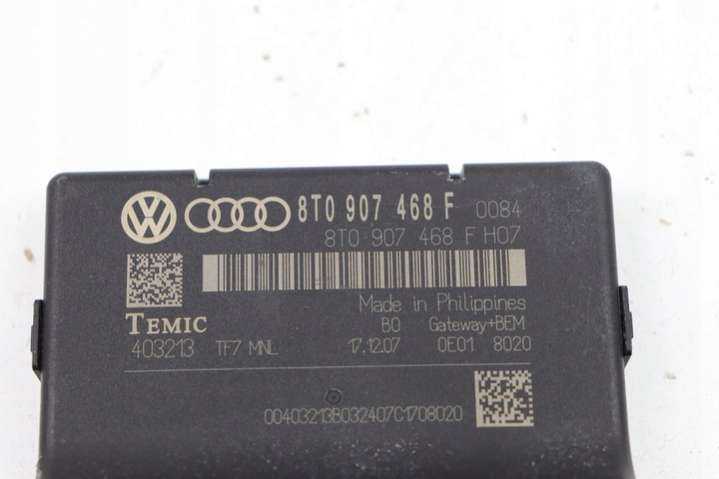 8T0 907 468 F 0084
8T0 907 468 F H07
Made in Philippines
TEMIC B0 Gateway+BEM
403213 TF7 MNL 17.12.07 0E01 8020
00403213B032407C1708020